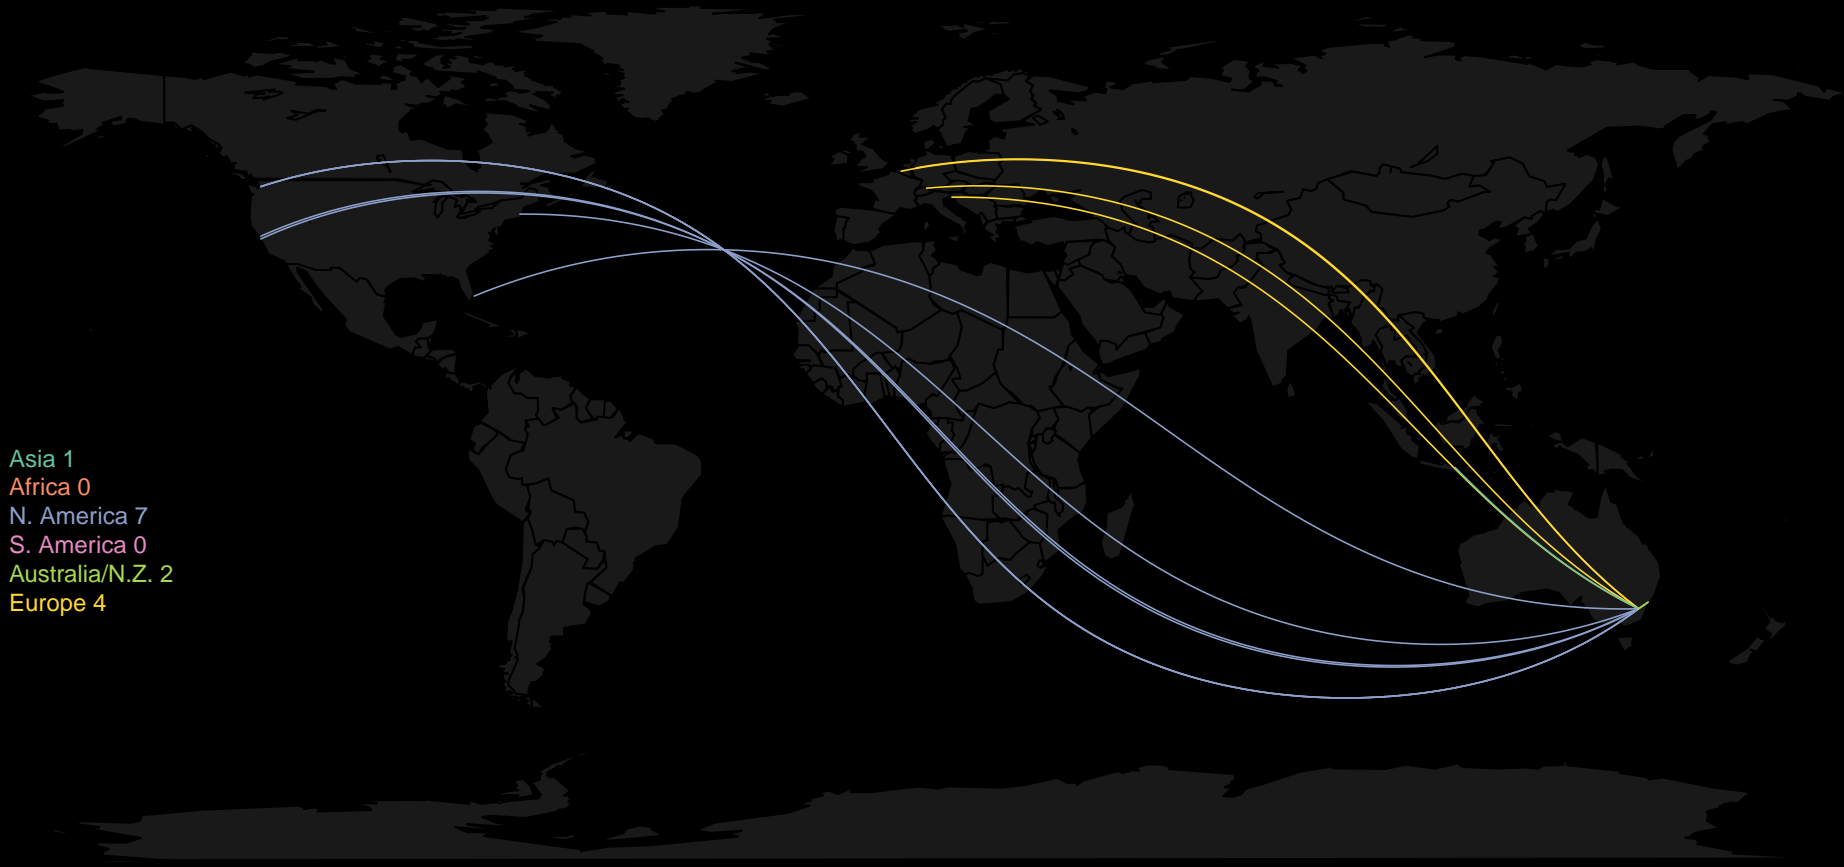 Asia 1
Africa 0
N. America 7
S. America 0
Australia/N.Z. 2
Europe 4